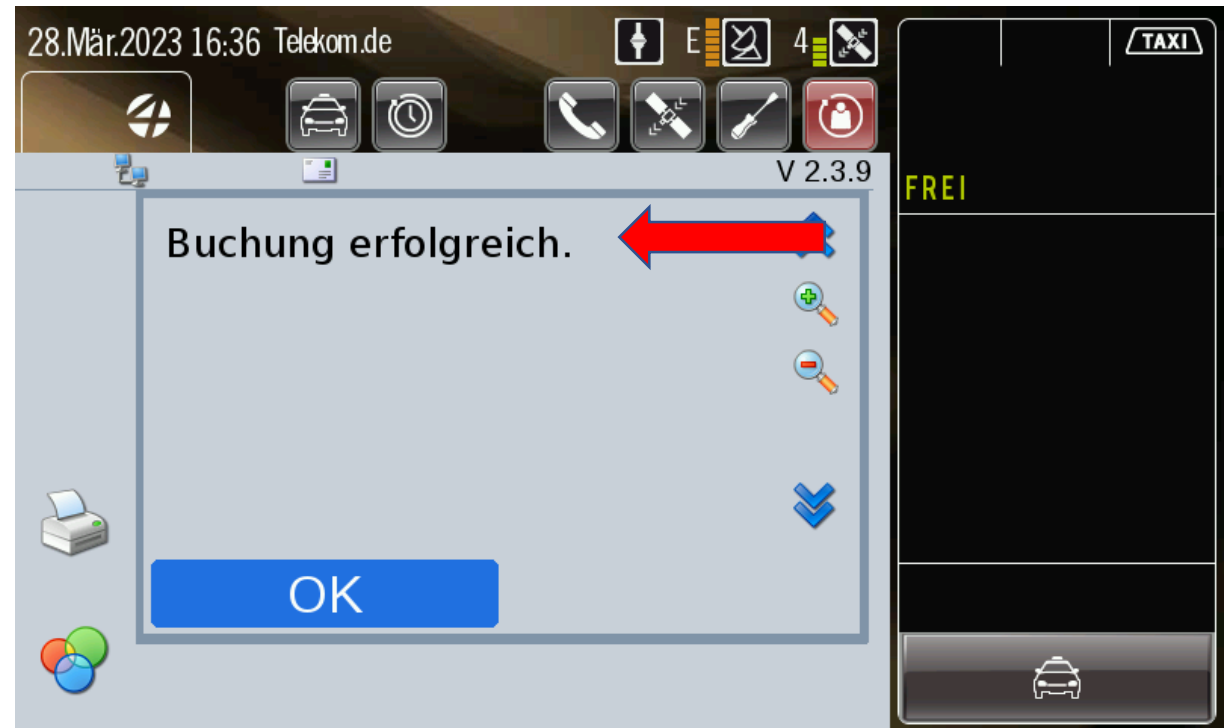 28.Mär.2023 16:36 Telekom.de
E
4
TAXI
V 2.3.9
FREI
Buchung erfolgreich.
OK